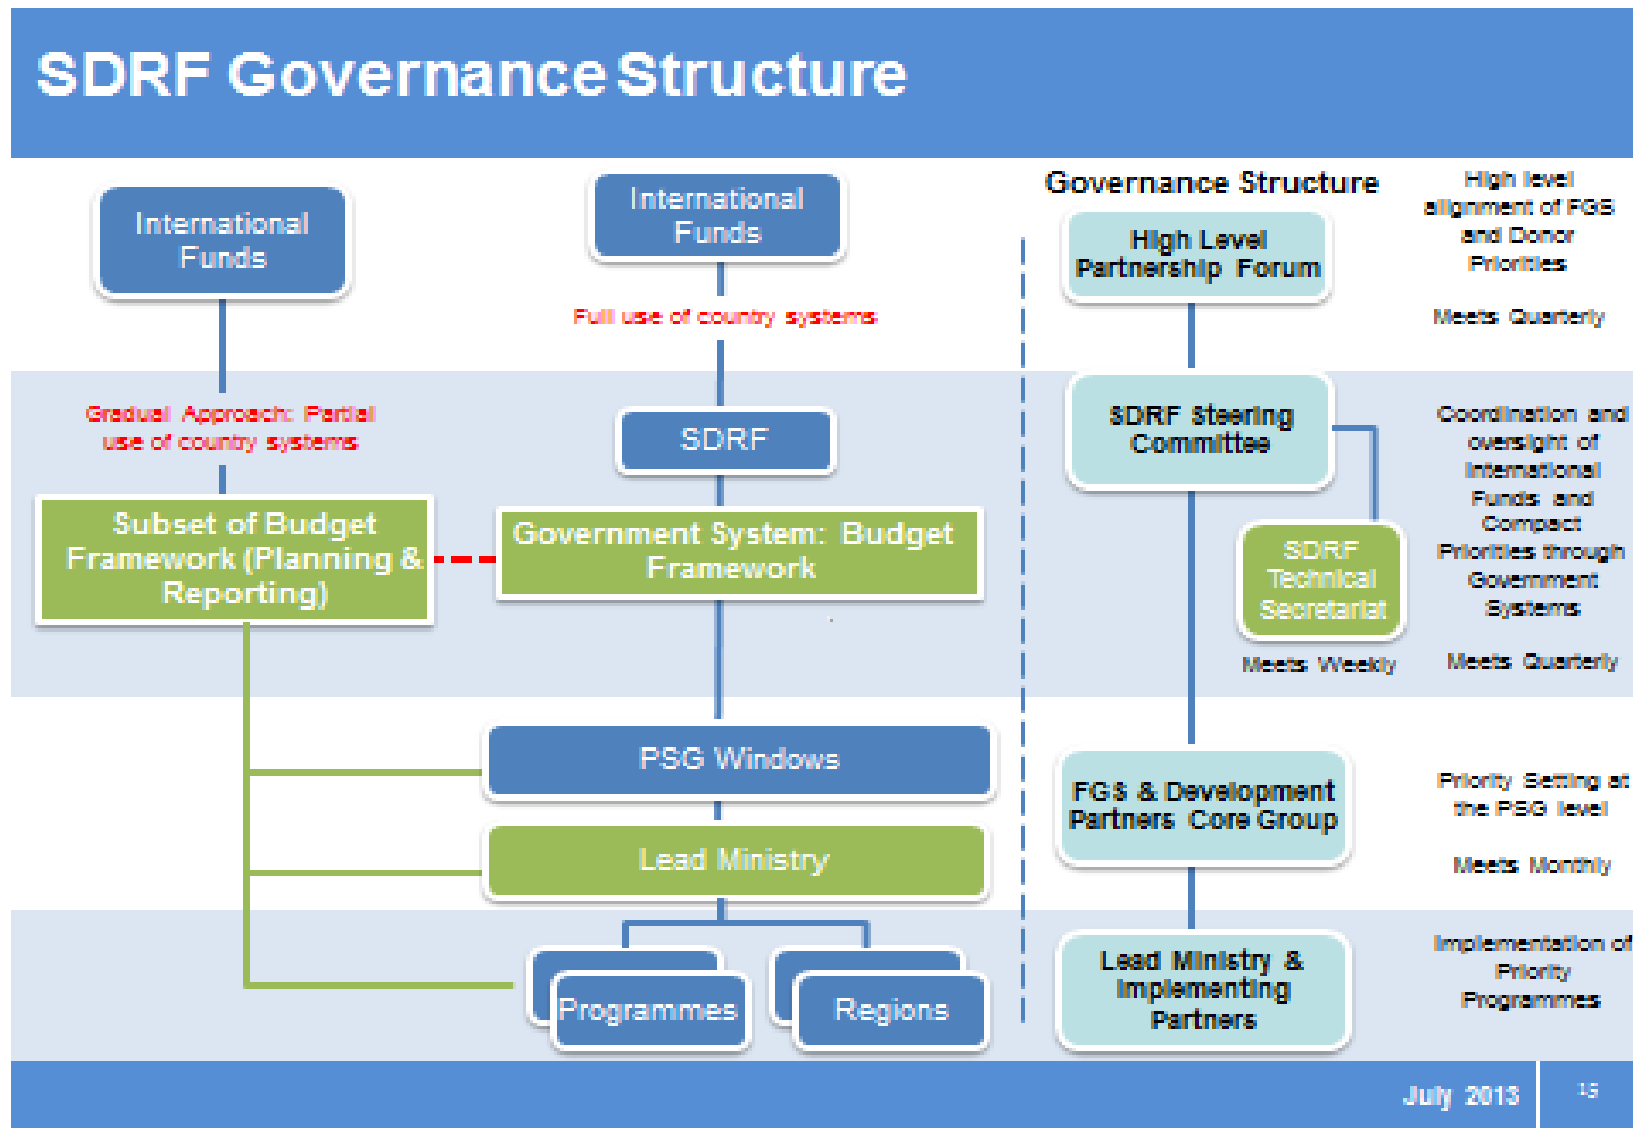 SDRF Governance Structure
International
Funds
Gradual Approach: Partial
use of country systems
Subset of Budget
Framework (Planning &
Reporting)
International
Funds
Full use of country systems
SDRF
Government System: Budget
Framework
PSG Windows
Lead Ministry
Programmes
Regions
Governance Structure
High Level
Partnership Forum
SDRF Steering
Committee
SDRF
Technical
Secretariat
Meets Weekly
FGS & Development
Partners Core Group
Lead Ministry &
Implementing
Partners
High level
alignment of FGS
and Donor
Priorities
Meets Quarterly
Coordination and
oversight of
International
Funds and
Compact
Priorities through
Government
Systems
Meets Quarterly
Priority Setting at
the PSG level
Meets Monthly
Implementation of
Priority
Programmes
July 2013
15